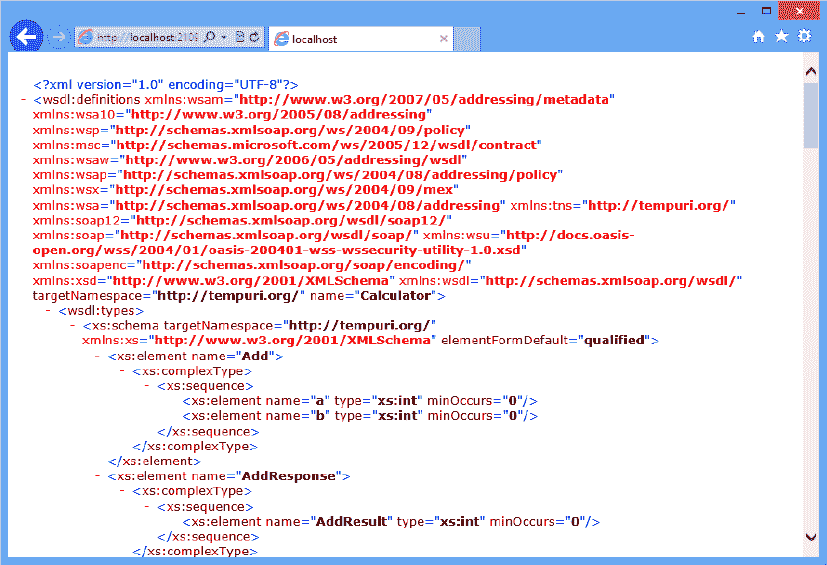 http://localhost:2109
localhost
<?xml version="1.0" encoding="UTF-8"?>
- <wsdl:definitions xmlns:wsam="http://www.w3.org/2007/05/addressing/metadata"
xmlns:wsa10="http://www.w3.org/2005/08/addressing"
xmlns:wsp="http://schemas.xmlsoap.org/ws/2004/09/policy"
xmlns:msc="http://schemas.microsoft.com/ws/2005/12/wsdl/contract"
xmlns:wsaw="http://www.w3.org/2006/05/addressing/wsdl"
xmlns:wsap="http://schemas.xmlsoap.org/ws/2004/08/addressing/policy"
xmlns:wsx="http://schemas.xmlsoap.org/ws/2004/09/mex"
xmlns:wsa="http://schemas.xmlsoap.org/ws/2004/08/addressing" xmlns:tns="http://tempuri.org/"
xmlns:soap12="http://schemas.xmlsoap.org/wsdl/soap12/"
xmlns:soap="http://schemas.xmlsoap.org/wsdl/soap/" xmlns:wsu="http://docs.oasis-
open.org/wss/2004/01/oasis-200401-wss-wssecurity-utility-1.0.xsd"
xmlns:soapenc="http://schemas.xmlsoap.org/soap/encoding/"
xmlns:xsd="http://www.w3.org/2001/XMLSchema" xmlns:wsdl="http://schemas.xmlsoap.org/wsdl/"
targetNamespace="http://tempuri.org/" name="Calculator">
- <wsdl:types>
- <xs:schema targetNamespace="http://tempuri.org/"
xmlns:xs="http://www.w3.org/2001/XMLSchema" elementFormDefault="qualified">
- <xs:element name="Add">
- <xs:complexType>
- <xs:sequence>
<xs:element name="a" type="xs:int" minOccurs="0"/>
<xs:element name="b" type="xs:int" minOccurs="0"/>
</xs:sequence>
</xs:complexType>
</xs:element>
- <xs:element name="AddResponse">
- <xs:complexType>
- <xs:sequence>
<xs:element name="AddResult" type="xs:int" minOccurs="0"/>
</xs:sequence>
</xs:complexType>